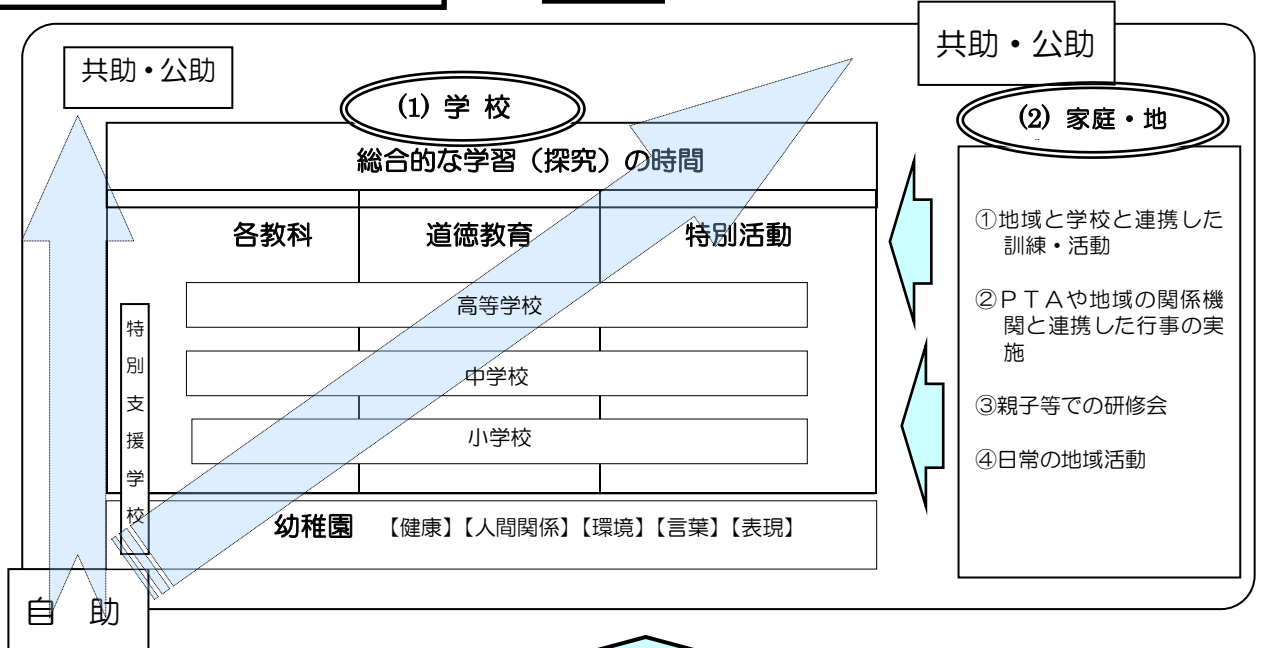 共助・公助
共助・公助
(1) 学 校
(2) 家庭・地
総合的な学習（探究）の時間
各教科
道徳教育
特別活動
高等学校
中学校
小学校
特別支援学校
幼稚園 【健康】【人間関係】【環境】【言葉】【表現】
①地域と学校と連携した
訓練・活動
②ＰＴＡや地域の関係機
関と連携した行事の実
施
③親子等での研修会
④日常の地域活動
自 助